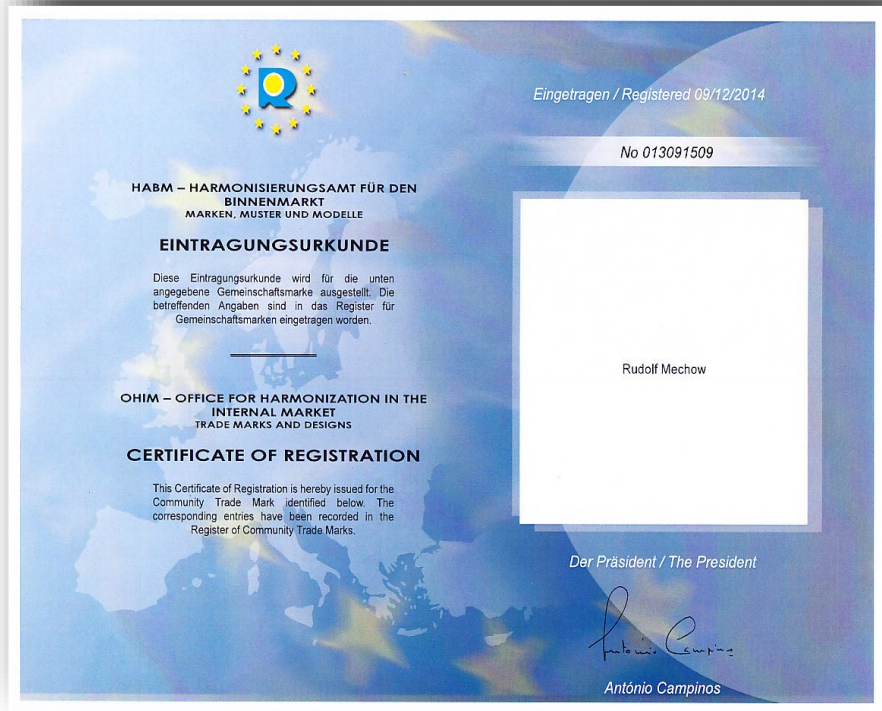 HABM – HARMONISIERUNGSAMT FÜR DEN
BINNENMARKT
MARKEN, MUSTER UND MODELLE
EINTRAGUNGSURKUNDE
Diese Eintragungsurkunde wird für die unten
angegebene Gemeinschaftsmarke ausgestellt. Die
betreffenden Angaben sind in das Register für
Gemeinschaftsmarken eingetragen worden.
OHIM – OFFICE FOR HARMONIZATION IN THE
INTERNAL MARKET
TRADE MARKS AND DESIGNS
CERTIFICATE OF REGISTRATION
This Certificate of Registration is hereby issued for the
Community Trade Mark identified below. The
corresponding entries have been recorded in the
Register of Community Trade Marks.
Eingetragen / Registered 09/12/2014
No 013091509
Rudolf Mechow
Der Präsident / The President
António Campinos
António Campinos